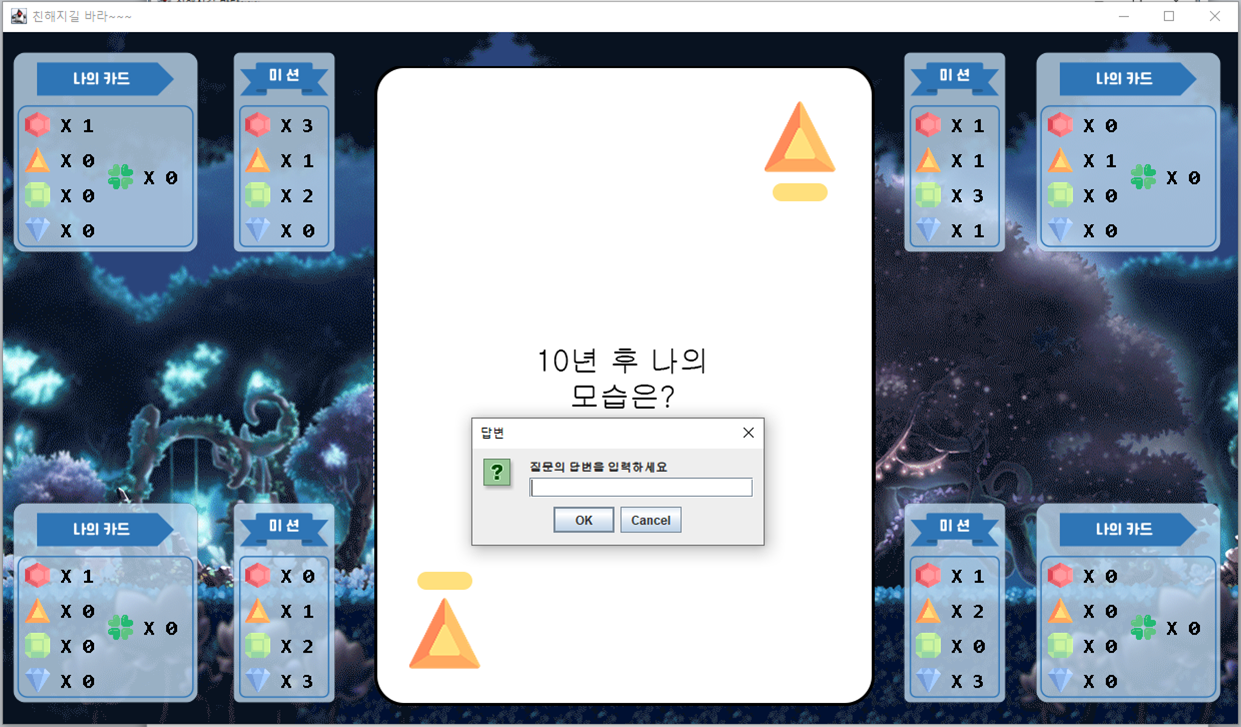 친해지길 바라~~~
나의 카드
X 1
X 0
X 0
X 0
X 0
미 션
X 3
X 1
X 2
X 0
미 션
X 1
X 1
X 3
X 1
나의 카드
X 0
X 1
X 0
X 0
X 0
10년 후 나의
모습은?
답변
?
질문의 답변을 입력하세요
OK
Cancel
나의 카드
X 1
X 0
X 0
X 0
X 0
미 션
X 0
X 1
X 2
X 3
미 션
X 1
X 2
X 0
X 3
나의 카드
X 0
X 0
X 0
X 0
X 0